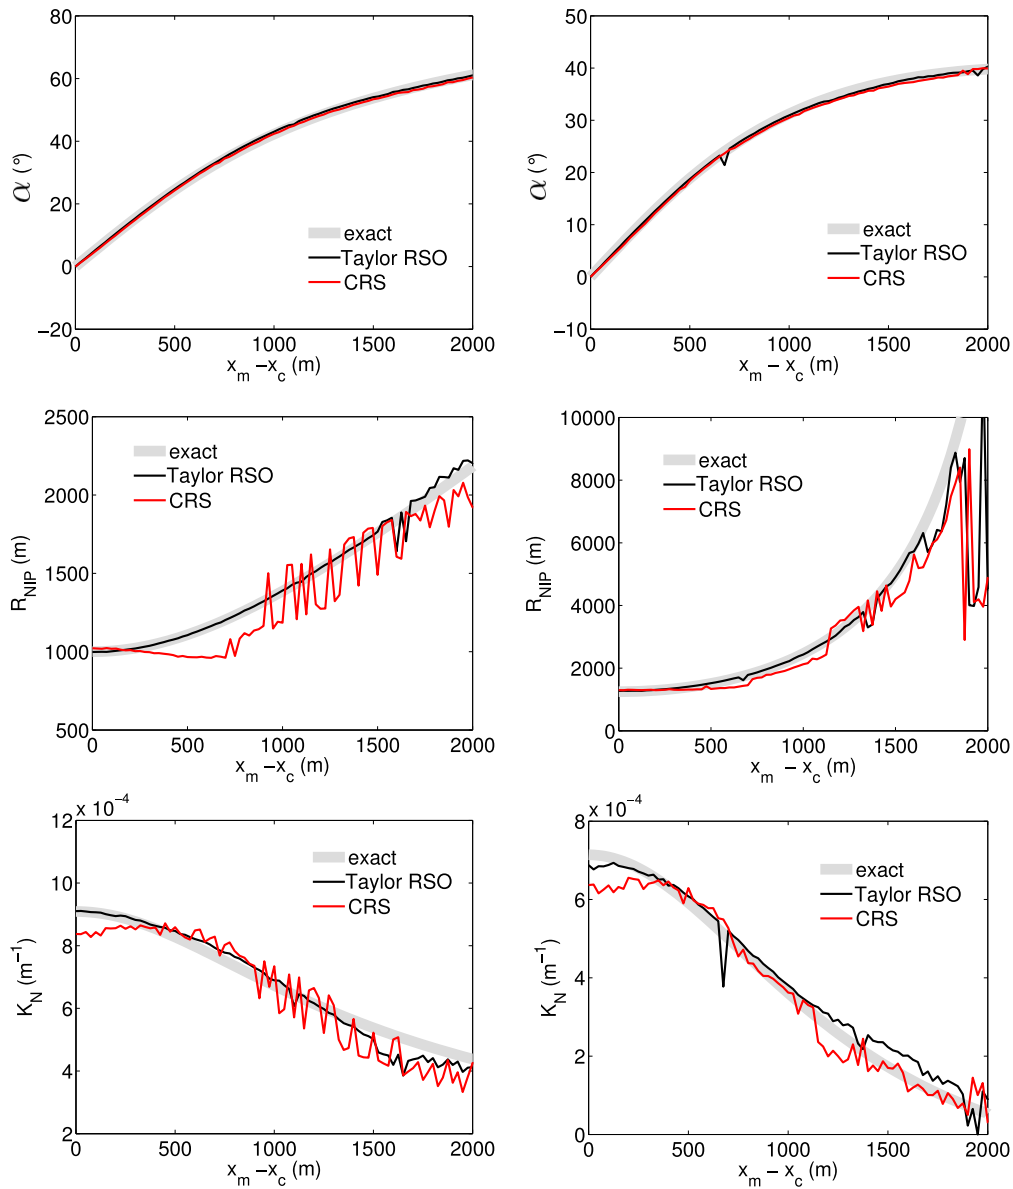 80
60
40
20
0
−20
α (°)
exact
Taylor RSO
CRS
0 500 1000 1500 2000
x_m −x_c (m)
50
40
30
20
10
0
−10
α (°)
exact
Taylor RSO
CRS
0 500 1000 1500 2000
x_m − x_c (m)
2500
2000
1500
1000
500
R_NIP (m)
exact
Taylor RSO
CRS
0 500 1000 1500 2000
x_m −x_c (m)
10000
8000
6000
4000
2000
0
R_NIP (m)
exact
Taylor RSO
CRS
0 500 1000 1500 2000
x_m − x_c (m)
x 10⁻⁴
12
10
8
6
4
2
K_N (m⁻¹)
exact
Taylor RSO
CRS
0 500 1000 1500 2000
x_m −x_c (m)
x 10⁻⁴
8
6
4
2
0
K_N (m⁻¹)
exact
Taylor RSO
CRS
0 500 1000 1500 2000
x_m − x_c (m)